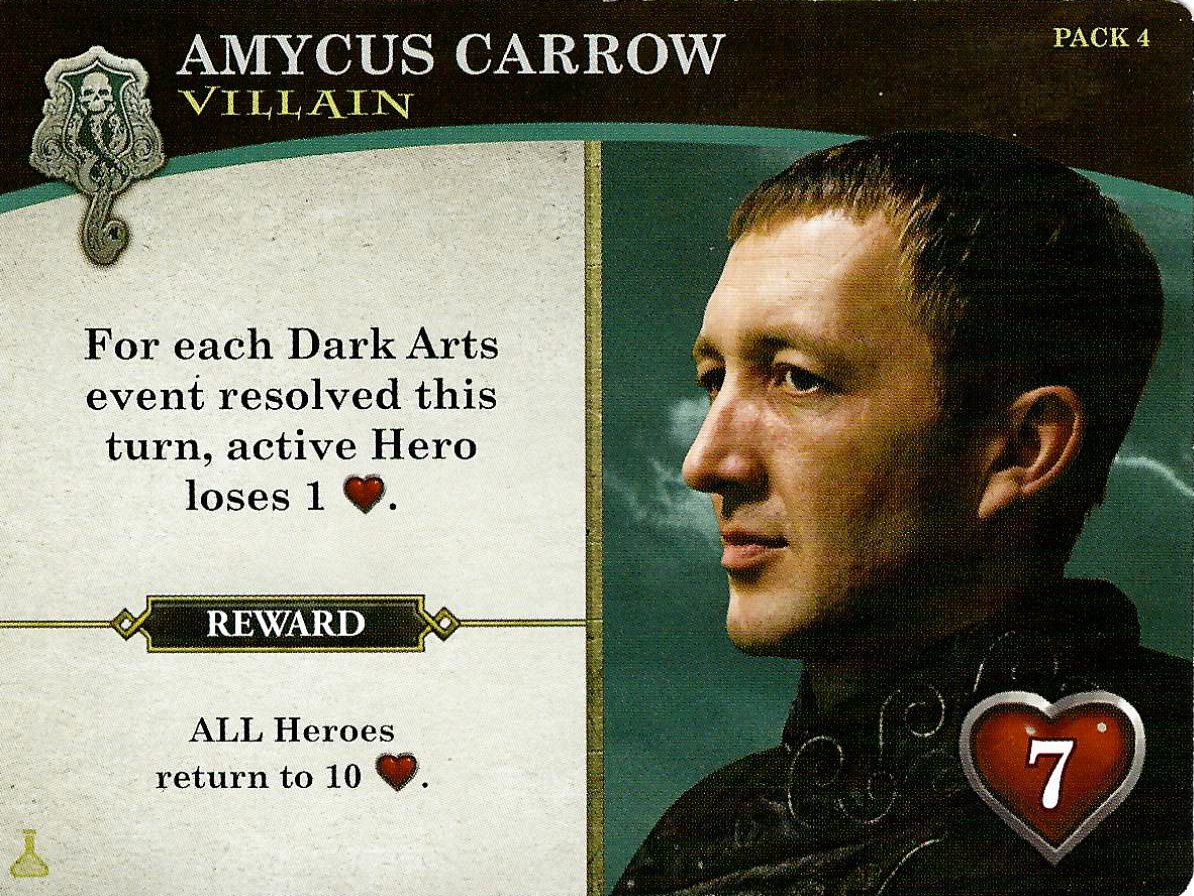 AMYCUS CARROW
PACK 4
VILLAIN
For each Dark Arts
event resolved this
turn, active Hero
loses 1 ❤.
REWARD
ALL Heroes
return to 10 ❤.
7